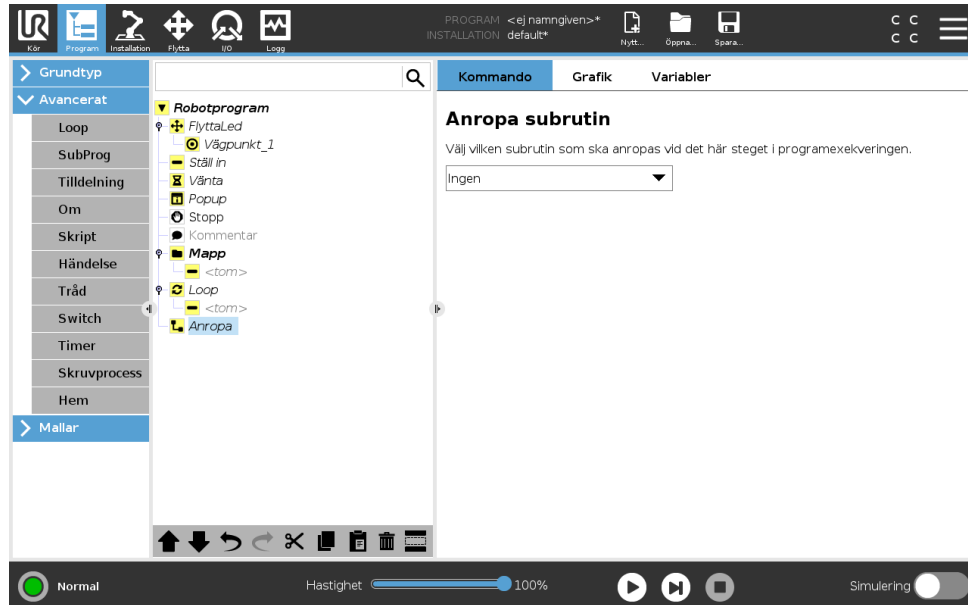 PROGRAM <ej namngiven>*
INSTALLATION default*
Kör Program Installation Flytta I/O Logg
Nytt... Öppna... Spara...
C C
C C
Grundtyp
Avancerat
Loop
SubProg
Tilldelning
Om
Skript
Händelse
Tråd
Switch
Timer
Skruvprocess
Hem
Mallar
Robotprogram
FlyttaLed
Vägpunkt_1
Ställ in
Vänta
Popup
Stopp
Kommentar
Mapp
<tom>
Loop
<tom>
Anropa
Kommando Grafik Variabler
Anropa subrutin
Välj vilken subrutin som ska anropas vid det här steget i programexekveringen.
Ingen
Normal
Hastighet 100%
Simulering